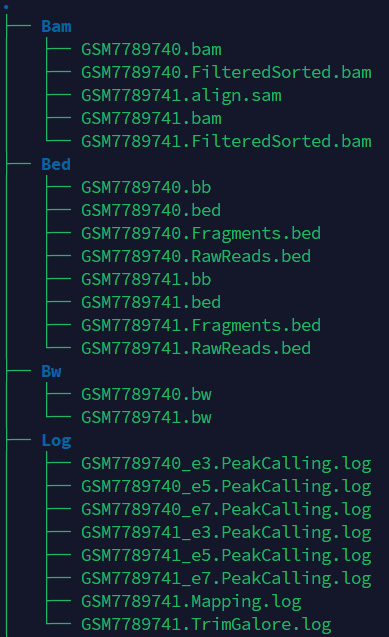 .
├── Bam
│   ├── GSM7789740.bam
│   ├── GSM7789740.FilteredSorted.bam
│   ├── GSM7789741.align.sam
│   ├── GSM7789741.bam
│   └── GSM7789741.FilteredSorted.bam
├── Bed
│   ├── GSM7789740.bb
│   ├── GSM7789740.bed
│   ├── GSM7789740.Fragments.bed
│   ├── GSM7789740.RawReads.bed
│   ├── GSM7789741.bb
│   ├── GSM7789741.bed
│   ├── GSM7789741.Fragments.bed
│   └── GSM7789741.RawReads.bed
├── Bw
│   ├── GSM7789740.bw
│   └── GSM7789741.bw
├── Log
│   ├── GSM7789740_e3.PeakCalling.log
│   ├── GSM7789740_e5.PeakCalling.log
│   ├── GSM7789740_e7.PeakCalling.log
│   ├── GSM7789741_e3.PeakCalling.log
│   ├── GSM7789741_e5.PeakCalling.log
│   ├── GSM7789741_e7.PeakCalling.log
│   ├── GSM7789741.Mapping.log
│   └── GSM7789741.TrimGalore.log